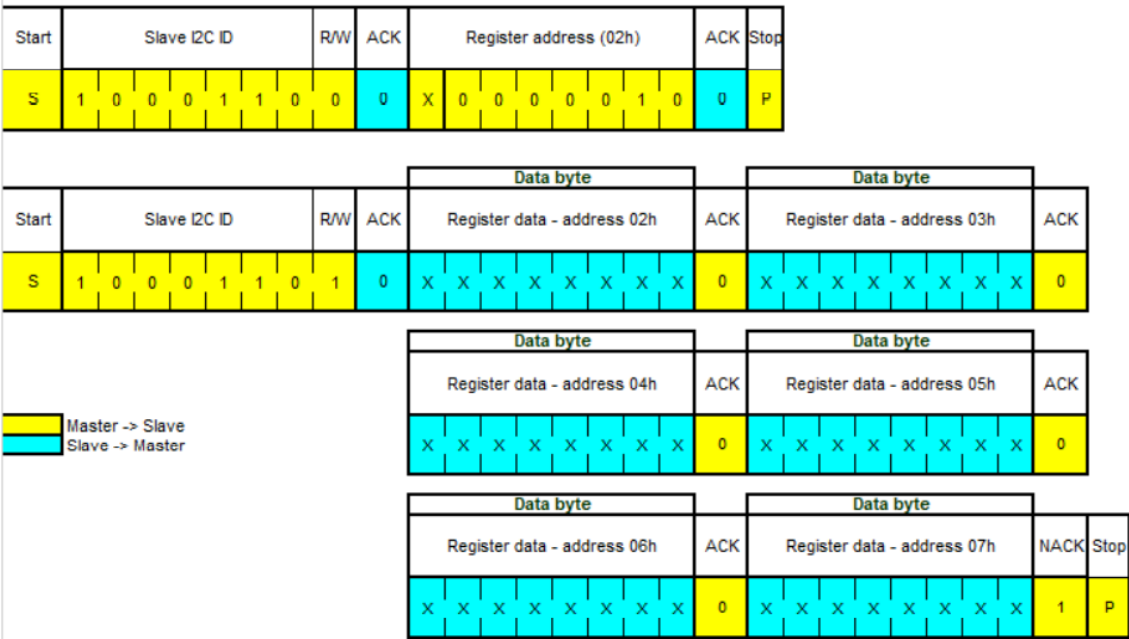 Start Slave I2C ID R/W ACK Register address (02h) ACK Stop
S 1 0 0 0 1 1 0 0 0 X 0 0 0 0 0 1 0 0 P
Data byte Data byte
Start Slave I2C ID R/W ACK Register data - address 02h ACK Register data - address 03h ACK
S 1 0 0 0 1 1 0 1 0 X X X X X X X X 0 X X X X X X X X 0
Data byte Data byte
Register data - address 04h ACK Register data - address 05h ACK
Master -> Slave
Slave -> Master
X X X X X X X X 0 X X X X X X X X 0
Data byte Data byte
Register data - address 06h ACK Register data - address 07h NACK Stop
X X X X X X X X 0 X X X X X X X X 1 P